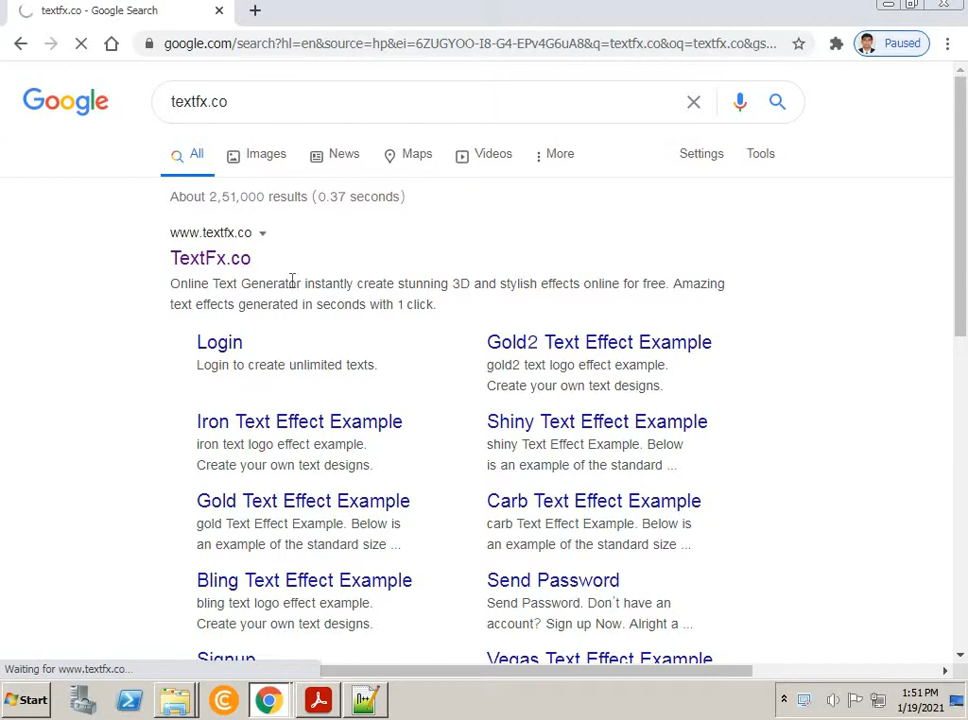 textfx.co - Google Search
Paused
google.com/search?hl=en&source=hp&ei=6ZUGYOO-I8-G4-EPv4G6uA8&q=textfx.co&oq=textfx.co&gs...
Google
textfx.co
All Images News Maps Videos More Settings Tools
About 2,51,000 results (0.37 seconds)
www.textfx.co
TextFx.co
Online Text Generator instantly create stunning 3D and stylish effects online for free. Amazing
text effects generated in seconds with 1 click.
Login
Login to create unlimited texts.
Gold2 Text Effect Example
gold2 text logo effect example.
Create your own text designs.
Iron Text Effect Example
iron text logo effect example.
Create your own text designs.
Shiny Text Effect Example
shiny Text Effect Example. Below
is an example of the standard ...
Gold Text Effect Example
gold Text Effect Example. Below is
an example of the standard size ...
Carb Text Effect Example
carb Text Effect Example. Below is
an example of the standard size ...
Bling Text Effect Example
bling text logo effect example.
Create your own text designs.
Send Password
Send Password. Don't have an
account? Sign up Now. Alright a ...
Signup
Vegas Text Effect Example
Waiting for www.textfx.co...
Start
1:51 PM
1/19/2021